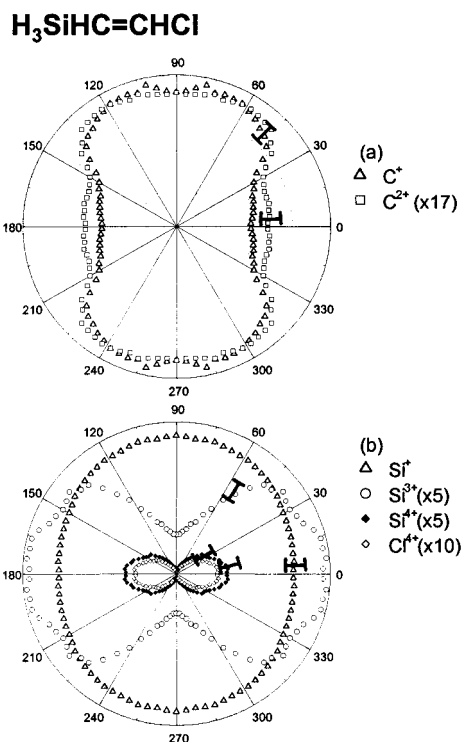 H₃SiHC=CHCl
90
120
60
150
30
(a)
△ C⁺
□ C²⁺ (x17)
180
0
210
330
240
300
270
90
120
60
(b)
△ Si⁺
150
30
○ Si³⁺(x5)
◆ Si⁴⁺(x5)
◇ Cl⁴⁺(x10)
180
0
210
330
240
300
270